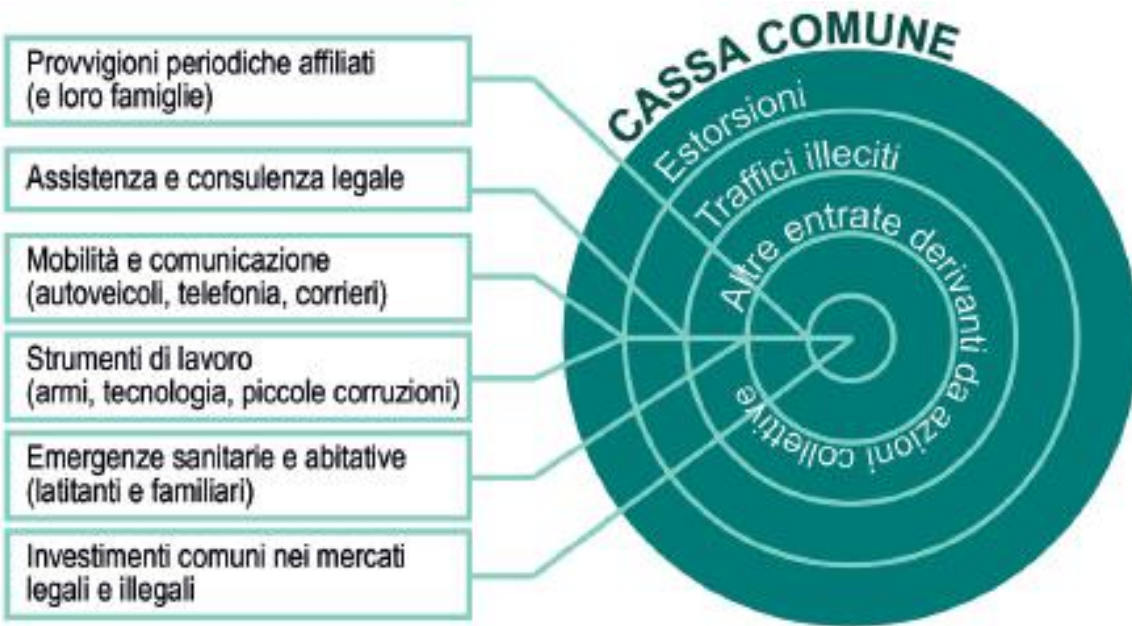 CASSA COMUNE
Estorsioni
Traffici illeciti
Altre entrate derivanti da azioni collettive
Provvigioni periodiche affiliati
(e loro famiglie)
Assistenza e consulenza legale
Mobilità e comunicazione
(autoveicoli, telefonia, corrieri)
Strumenti di lavoro
(armi, tecnologia, piccole corruzioni)
Emergenze sanitarie e abitative
(latitanti e familiari)
Investimenti comuni nei mercati
legali e illegali